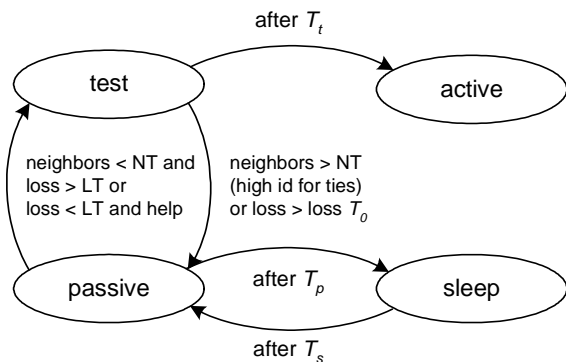 after T_t
test
active
neighbors < NT and
loss > LT or
loss < LT and help
neighbors > NT
(high id for ties)
or loss > loss T_0
passive
after T_p
sleep
after T_s